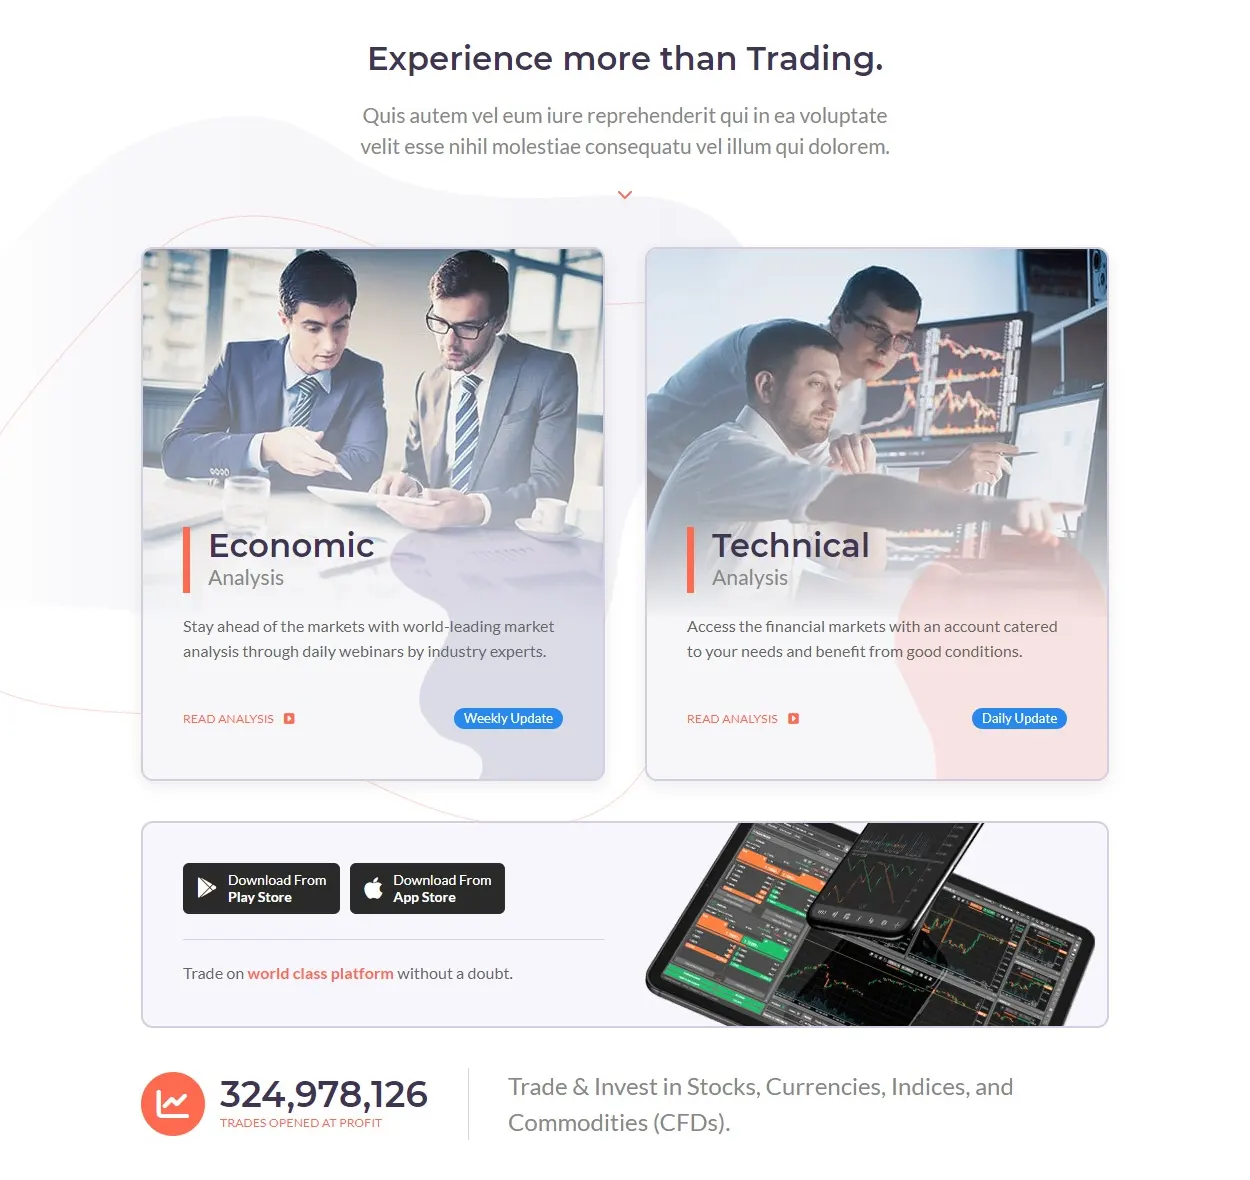 Experience more than Trading.
Quis autem vel eum iure reprehenderit qui in ea voluptate
velit esse nihil molestiae consequatu vel illum qui dolorem.
Economic
Analysis
Stay ahead of the markets with world-leading market
analysis through daily webinars by industry experts.
READ ANALYSIS
Weekly Update
Technical
Analysis
Access the financial markets with an account catered
to your needs and benefit from good conditions.
READ ANALYSIS
Daily Update
Download From
Play Store
Download From
App Store
Trade on world class platform without a doubt.
324,978,126
TRADES OPENED AT PROFIT
Trade & Invest in Stocks, Currencies, Indices, and
Commodities (CFDs).